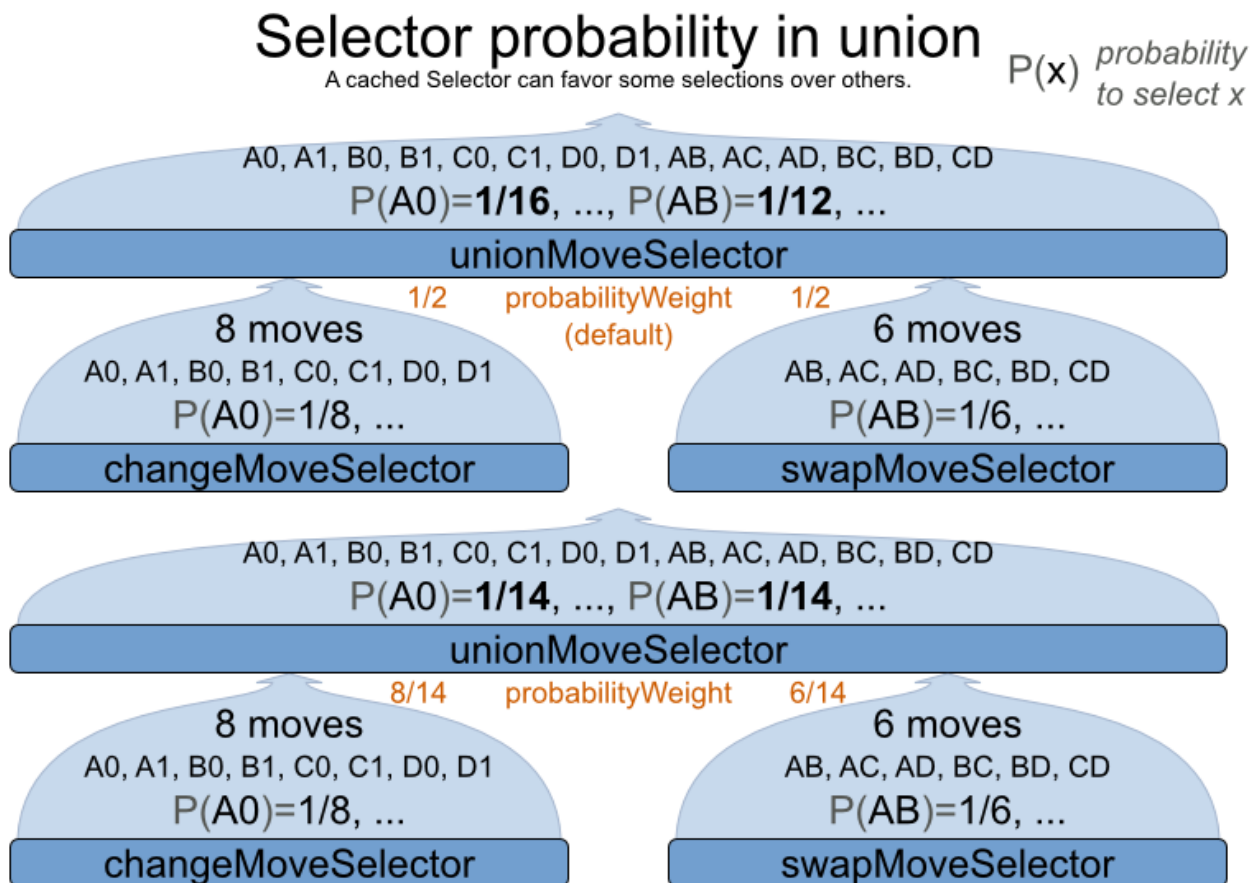 Selector probability in union
A cached Selector can favor some selections over others.
P(x) probability
to select x
A0, A1, B0, B1, C0, C1, D0, D1, AB, AC, AD, BC, BD, CD
P(A0)=1/16, ..., P(AB)=1/12, ...
unionMoveSelector
1/2 probabilityWeight 1/2
(default)
8 moves
A0, A1, B0, B1, C0, C1, D0, D1
P(A0)=1/8, ...
changeMoveSelector
6 moves
AB, AC, AD, BC, BD, CD
P(AB)=1/6, ...
swapMoveSelector
A0, A1, B0, B1, C0, C1, D0, D1, AB, AC, AD, BC, BD, CD
P(A0)=1/14, ..., P(AB)=1/14, ...
unionMoveSelector
8/14 probabilityWeight 6/14
8 moves
A0, A1, B0, B1, C0, C1, D0, D1
P(A0)=1/8, ...
changeMoveSelector
6 moves
AB, AC, AD, BC, BD, CD
P(AB)=1/6, ...
swapMoveSelector